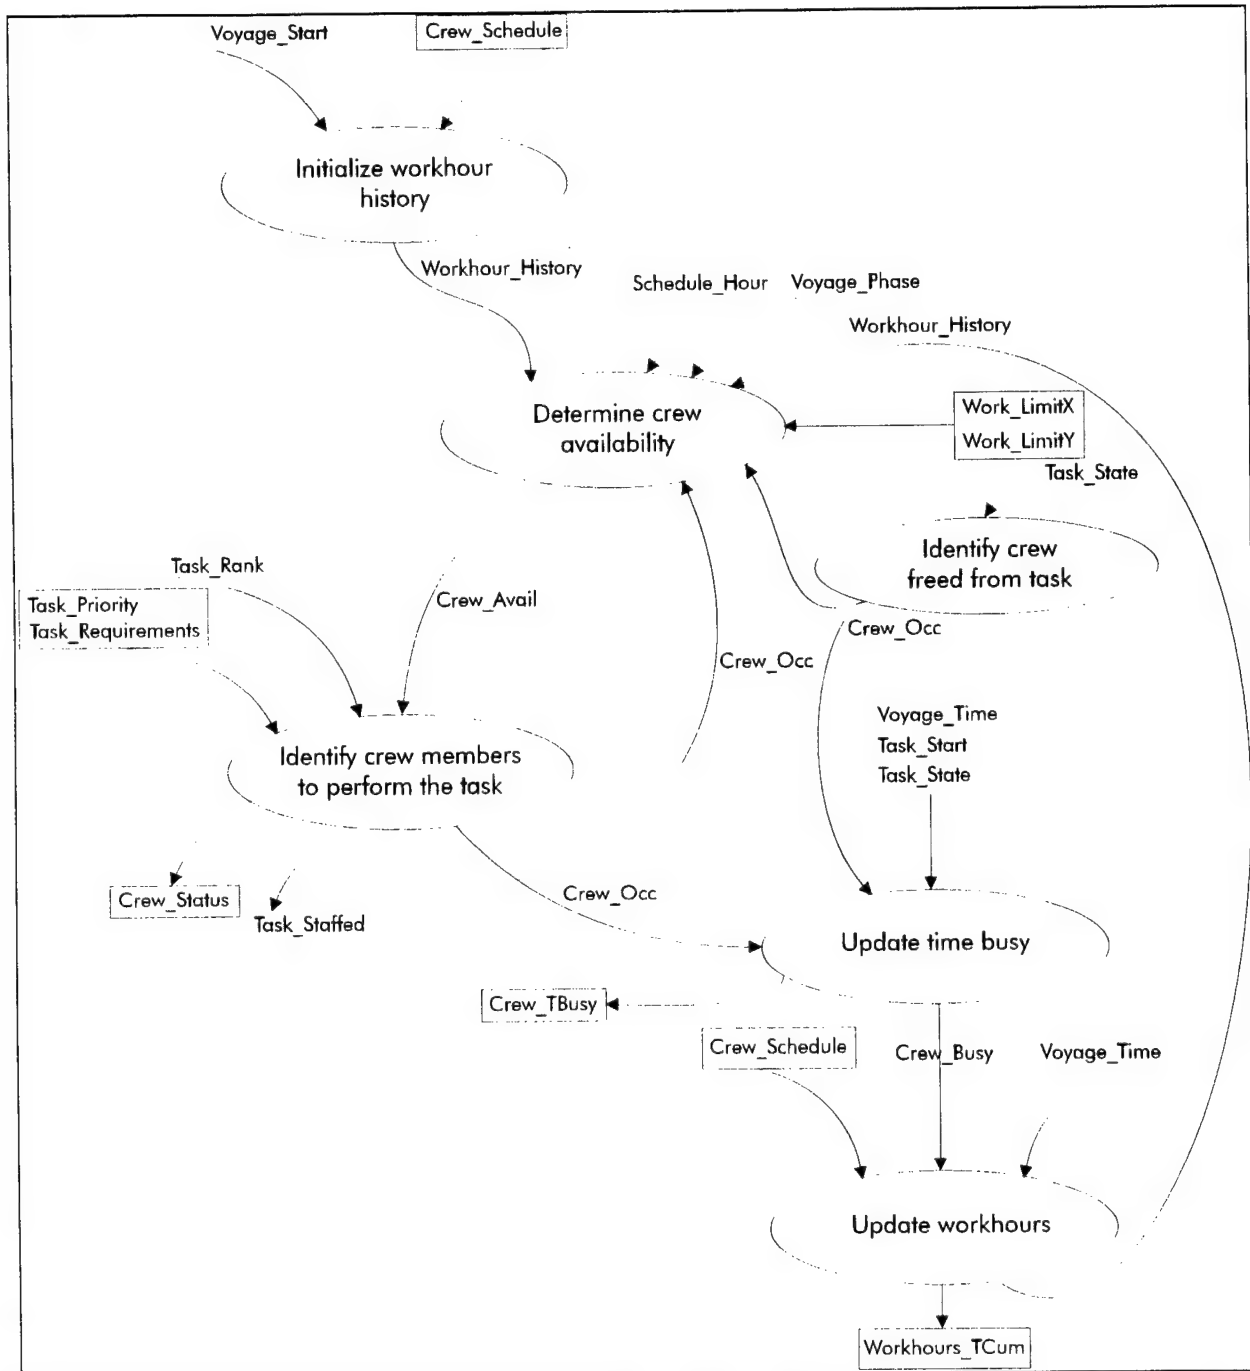 Voyage_Start
Crew_Schedule
Initialize workhour
history
Workhour_History
Schedule_Hour
Voyage_Phase
Workhour_History
Determine crew
availability
Work_LimitX
Work_LimitY
Task_State
Identify crew
freed from task
Task_Rank
Task_Priority
Task_Requirements
Crew_Avail
Crew_Occ
Crew_Occ
Voyage_Time
Task_Start
Task_State
Identify crew members
to perform the task
Crew_Status
Task_Staffed
Crew_Occ
Update time busy
Crew_TBusy
Crew_Schedule
Crew_Busy
Voyage_Time
Update workhours
Workhours_TCum